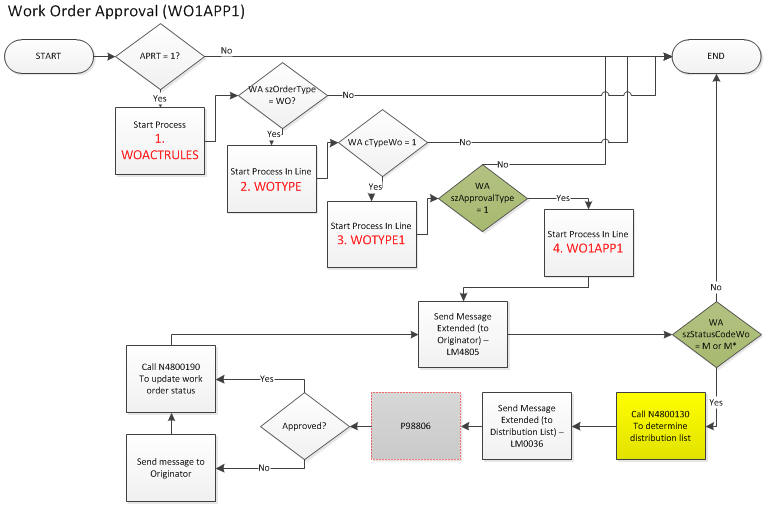 Work Order Approval (WO1APP1)
START
APRT = 1?
No
END
Yes
Start Process
1.
WOACTRULES
WA szOrderType
= WO?
No
Yes
Start Process In Line
2. WOTYPE
WA cTypeWo = 1
No
Yes
Start Process In Line
3. WOTYPE1
WA
szApprovalType
= 1
No
Yes
Start Process In Line
4. WO1APP1
Send Message
Extended (to
Originator) –
LM4805
WA
szStatusCodeWo
= M or M*
No
Yes
Call N4800130
To determine
distribution list
Send Message
Extended (to
Distribution List) –
LM0036
P98806
Approved?
Yes
No
Call N4800190
To update work
order status
Send message to
Originator